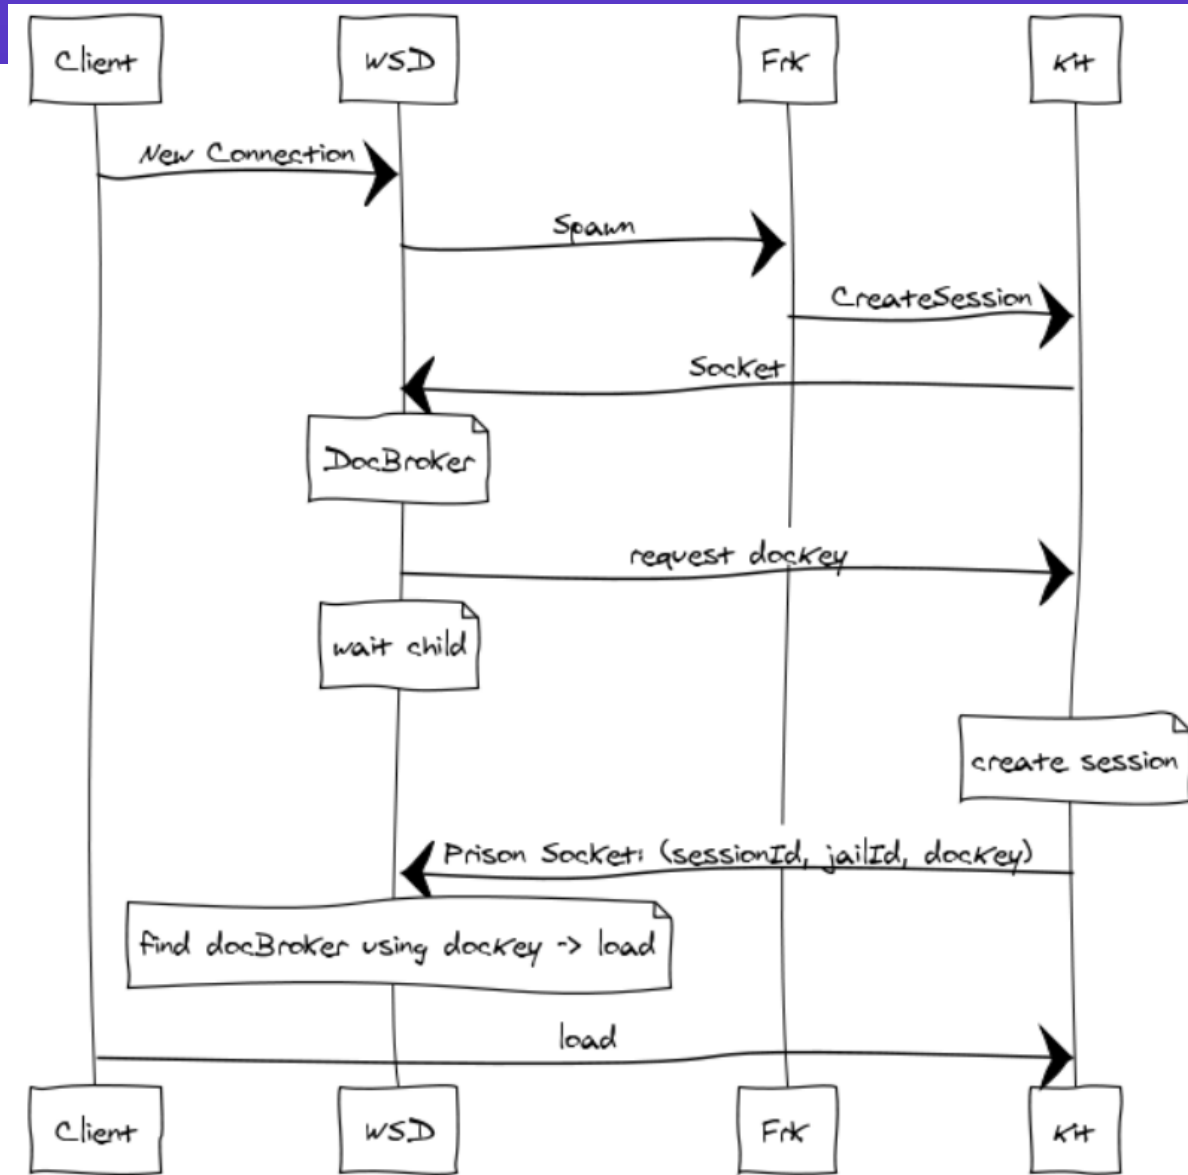 Client
WSD
Frk
Kit
New Connection
Spawn
CreateSession
Socket
DocBroker
request docKey
wait child
create session
Prison Socket: (sessionId, jailId, docKey)
find docBroker using docKey -> load
load
Client
WSD
Frk
Kit